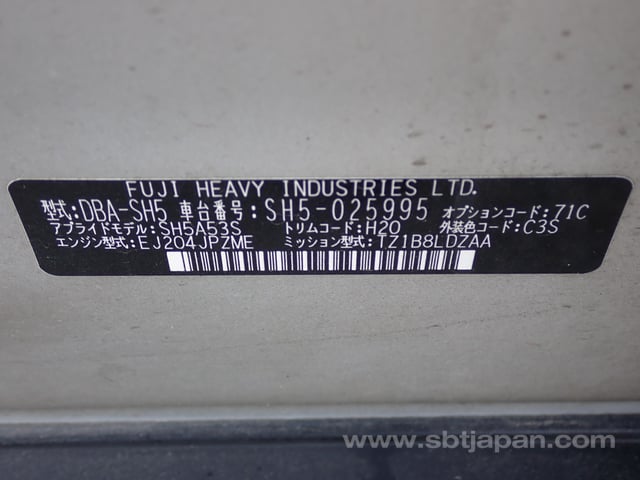 FUJI HEAVY INDUSTRIES LTD.
型式:DBA-SH5 車台番号:SH5-025995 オプションコード:71C
アプライドモデル:SH5A53S トリムコード:H20 外装色コード:C3S
エンジン型式:EJ204JPZME ミッション型式:TZ1B8LDZAA
www.sbtjapan.com